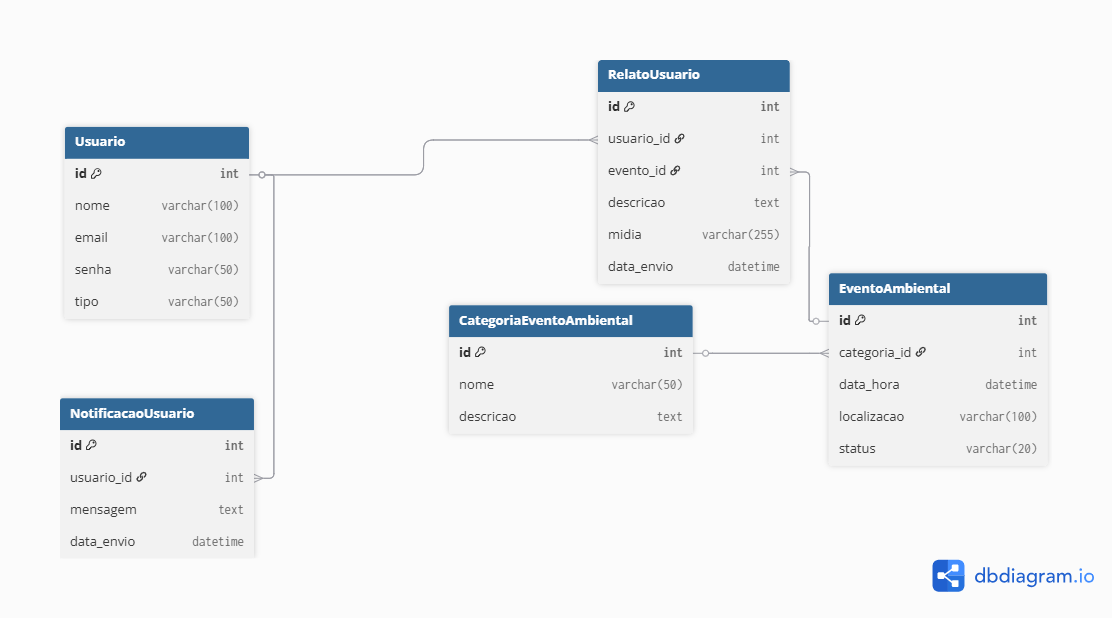 RelatoUsuario
id int
usuario_id int
evento_id int
descricao text
midia varchar(255)
data_envio datetime
Usuario
id int
nome varchar(100)
email varchar(100)
senha varchar(50)
tipo varchar(50)
EventoAmbiental
id int
categoria_id int
data_hora datetime
localizacao varchar(100)
status varchar(20)
CategoriaEventoAmbiental
id int
nome varchar(50)
descricao text
NotificacaoUsuario
id int
usuario_id int
mensagem text
data_envio datetime
dbdiagram.io